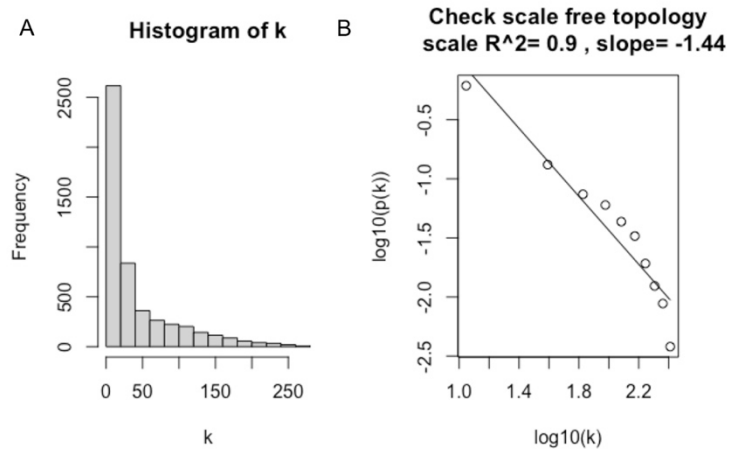 A
Histogram of k
Frequency
2500
1500
500
0
0 50 150 250
k
B
Check scale free topology
scale R^2= 0.9 , slope= -1.44
log10(p(k))
-0.5
-1.0
-1.5
-2.0
-2.5
1.0 1.4 1.8 2.2
log10(k)